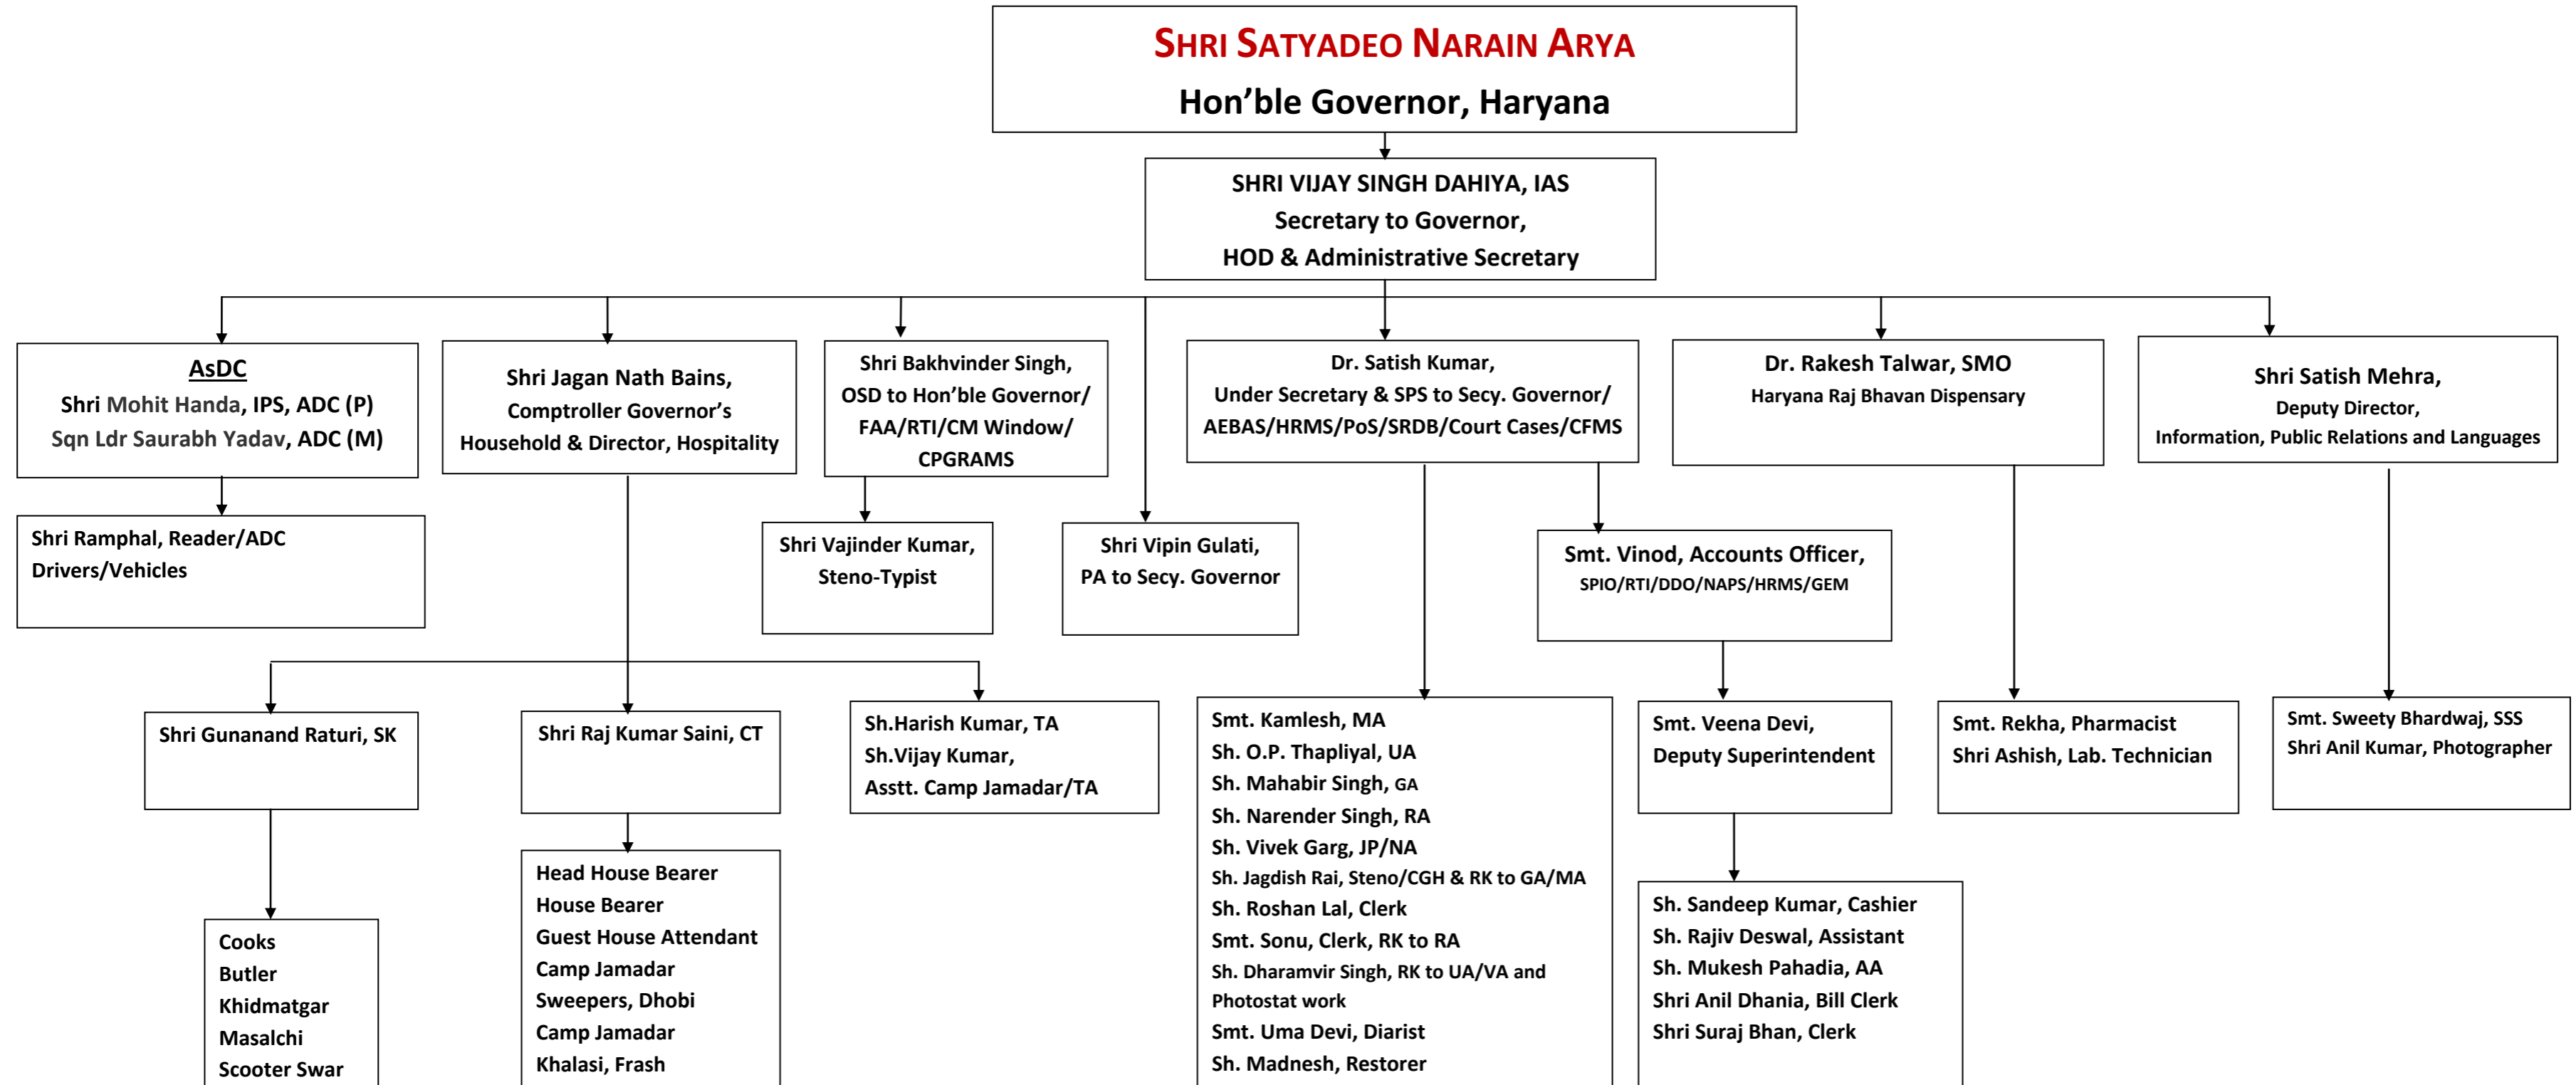 SHRI SATYADEO NARAIN ARYA
Hon’ble Governor, Haryana
SHRI VIJAY SINGH DAHIYA, IAS
Secretary to Governor,
HOD & Administrative Secretary
AsDC
Shri Mohit Handa, IPS, ADC (P)
Sqn Ldr Saurabh Yadav, ADC (M)
Shri Jagan Nath Bains,
Comptroller Governor’s
Household & Director, Hospitality
Shri Bakhvinder Singh,
OSD to Hon’ble Governor/
FAA/RTI/CM Window/
CPGRAMS
Dr. Satish Kumar,
Under Secretary & SPS to Secy. Governor/
AEBAS/HRMS/PoS/SRDB/Court Cases/CFMS
Dr. Rakesh Talwar, SMO
Haryana Raj Bhavan Dispensary
Shri Satish Mehra,
Deputy Director,
Information, Public Relations and Languages
Shri Ramphal, Reader/ADC
Drivers/Vehicles
Shri Vajinder Kumar,
Steno-Typist
Shri Vipin Gulati,
PA to Secy. Governor
Smt. Vinod, Accounts Officer,
SPIO/RTI/DDO/NAPS/HRMS/GEM
Shri Gunanand Raturi, SK
Shri Raj Kumar Saini, CT
Sh.Harish Kumar, TA
Sh.Vijay Kumar,
Asstt. Camp Jamadar/TA
Smt. Kamlesh, MA
Sh. O.P. Thapliyal, UA
Sh. Mahabir Singh, GA
Sh. Narender Singh, RA
Sh. Vivek Garg, JP/NA
Sh. Jagdish Rai, Steno/CGH & RK to GA/MA
Sh. Roshan Lal, Clerk
Smt. Sonu, Clerk, RK to RA
Sh. Dharamvir Singh, RK to UA/VA and
Photostat work
Smt. Uma Devi, Diarist
Sh. Madnesh, Restorer
Smt. Veena Devi,
Deputy Superintendent
Smt. Rekha, Pharmacist
Shri Ashish, Lab. Technician
Smt. Sweety Bhardwaj, SSS
Shri Anil Kumar, Photographer
Cooks
Butler
Khidmatgar
Masalchi
Scooter Swar
Head House Bearer
House Bearer
Guest House Attendant
Camp Jamadar
Sweepers, Dhobi
Camp Jamadar
Khalasi, Frash
Sh. Sandeep Kumar, Cashier
Sh. Rajiv Deswal, Assistant
Sh. Mukesh Pahadia, AA
Shri Anil Dhania, Bill Clerk
Shri Suraj Bhan, Clerk